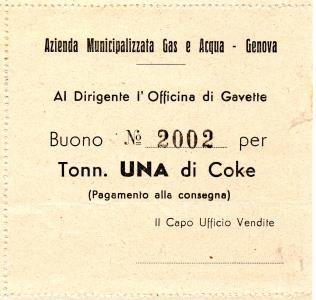 Azienda Municipalizzata Gas e Acqua - Genova
Al Dirigente l'Officina di Gavette
Buono No 2002 per
Tonn. UNA di Coke
(Pagamento alla consegna)
Il Capo Ufficio Vendite